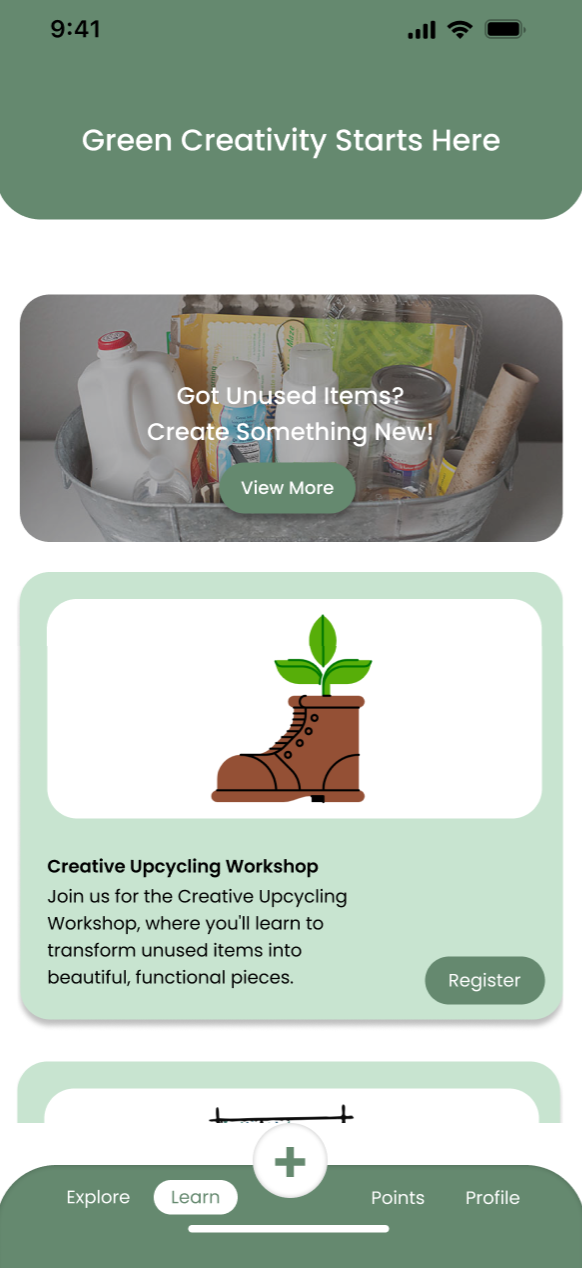 9:41
Green Creativity Starts Here
Got Unused Items?
Create Something New!
View More
Creative Upcycling Workshop
Join us for the Creative Upcycling
Workshop, where you'll learn to
transform unused items into
beautiful, functional pieces.
Register
Explore Learn Points Profile